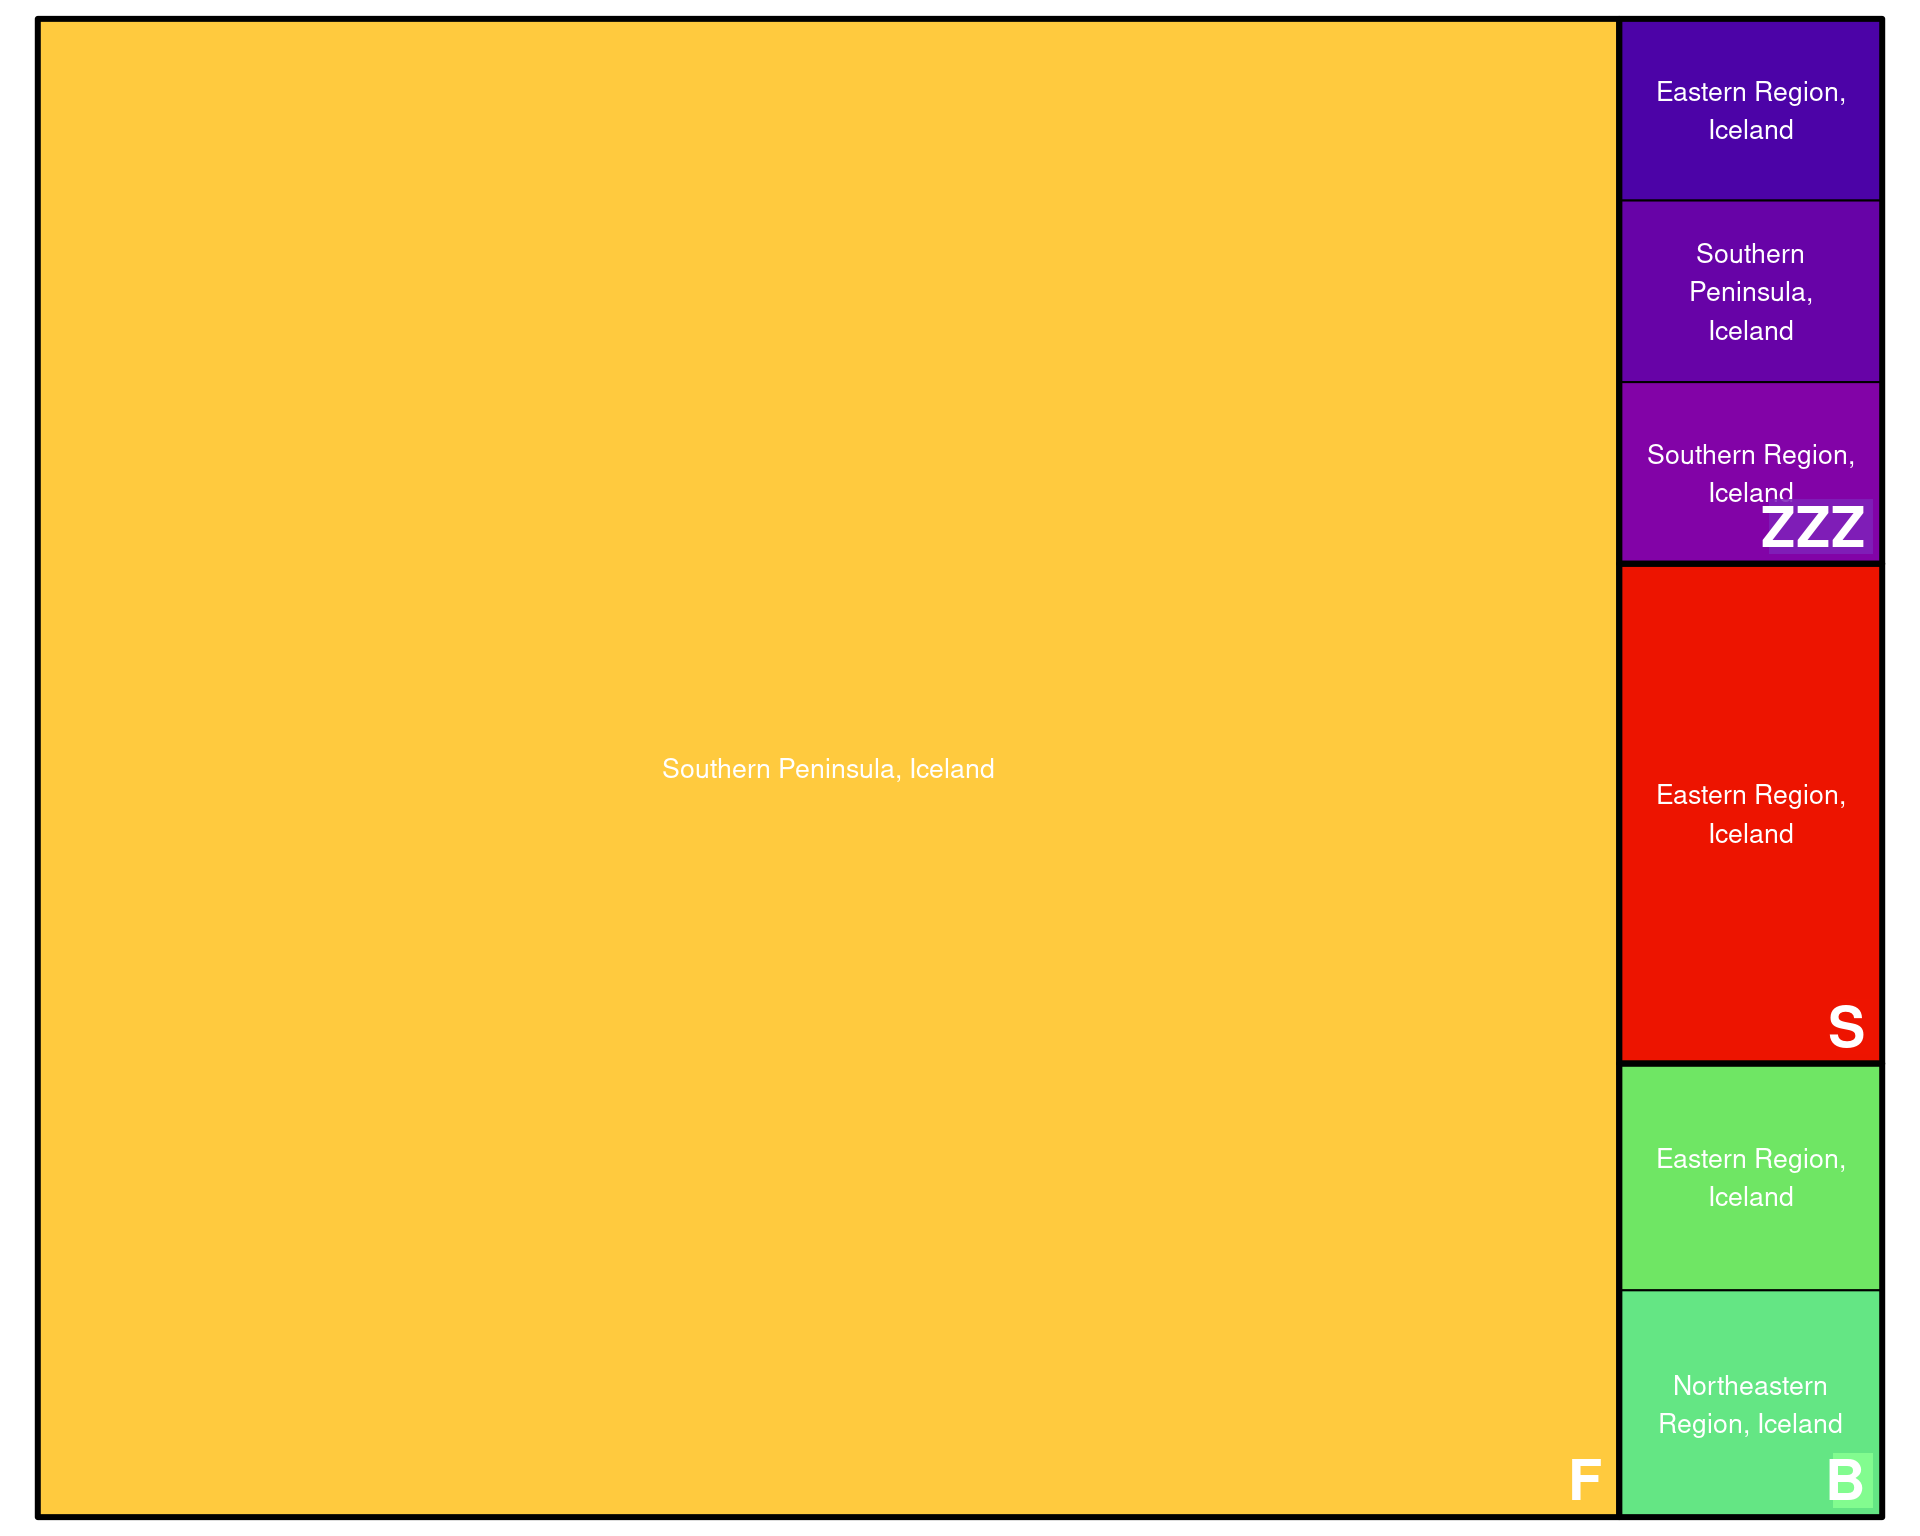 Southern Peninsula, Iceland
F
Eastern Region,
Iceland
Southern
Peninsula,
Iceland
Southern Region,
Iceland
ZZZ
Eastern Region,
Iceland
S
Eastern Region,
Iceland
Northeastern
Region, Iceland
B